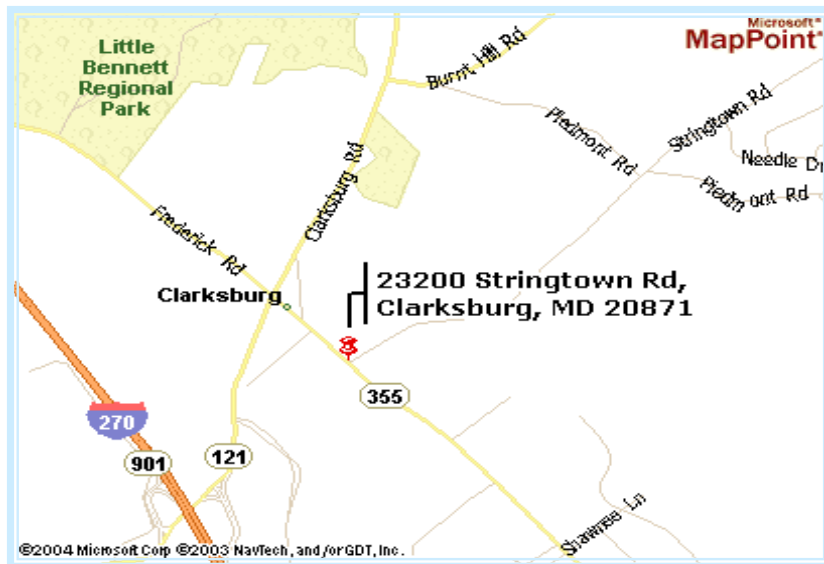 Microsoft®
MapPoint®
Little
Bennett
Regional
Park
Burnt Hill Rd
Piedmont Rd
Stringtown Rd
Needle Dr
Piedmont Rd
Clarksburg Rd
Frederick Rd
Clarksburg
23200 Stringtown Rd,
Clarksburg, MD 20871
355
270
901
121
Shawnee Ln
©2004 Microsoft Corp ©2003 NavTech, and/or GDT, Inc.